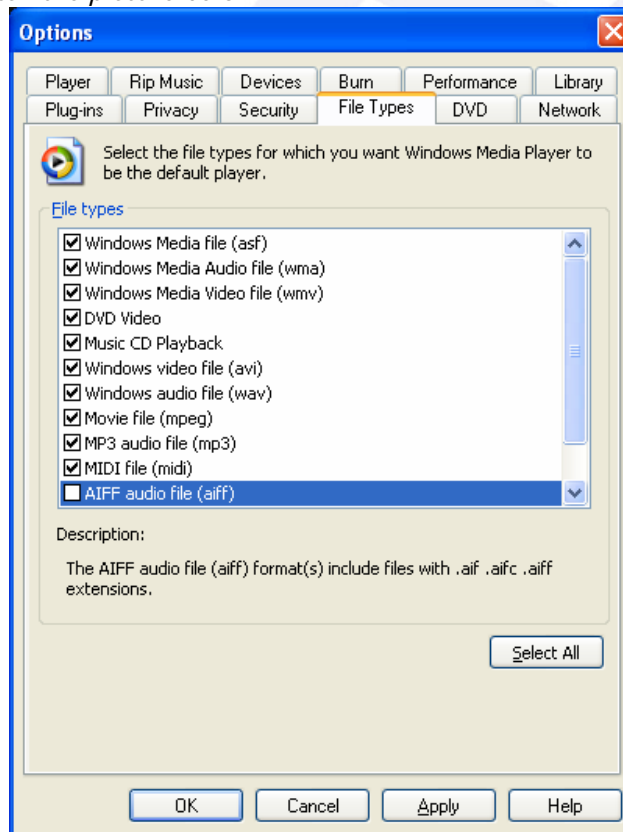 Options
Player Rip Music Devices Burn Performance Library
Plug-ins Privacy Security File Types DVD Network
Select the file types for which you want Windows Media Player to
be the default player.
File types
Windows Media file (asf)
Windows Media Audio file (wma)
Windows Media Video file (wmv)
DVD Video
Music CD Playback
Windows video file (avi)
Windows audio file (wav)
Movie file (mpeg)
MP3 audio file (mp3)
MIDI file (midi)
AIFF audio file (aiff)
Description:
The AIFF audio file (aiff) format(s) include files with .aif .aifc .aiff
extensions.
Select All
OK Cancel Apply Help